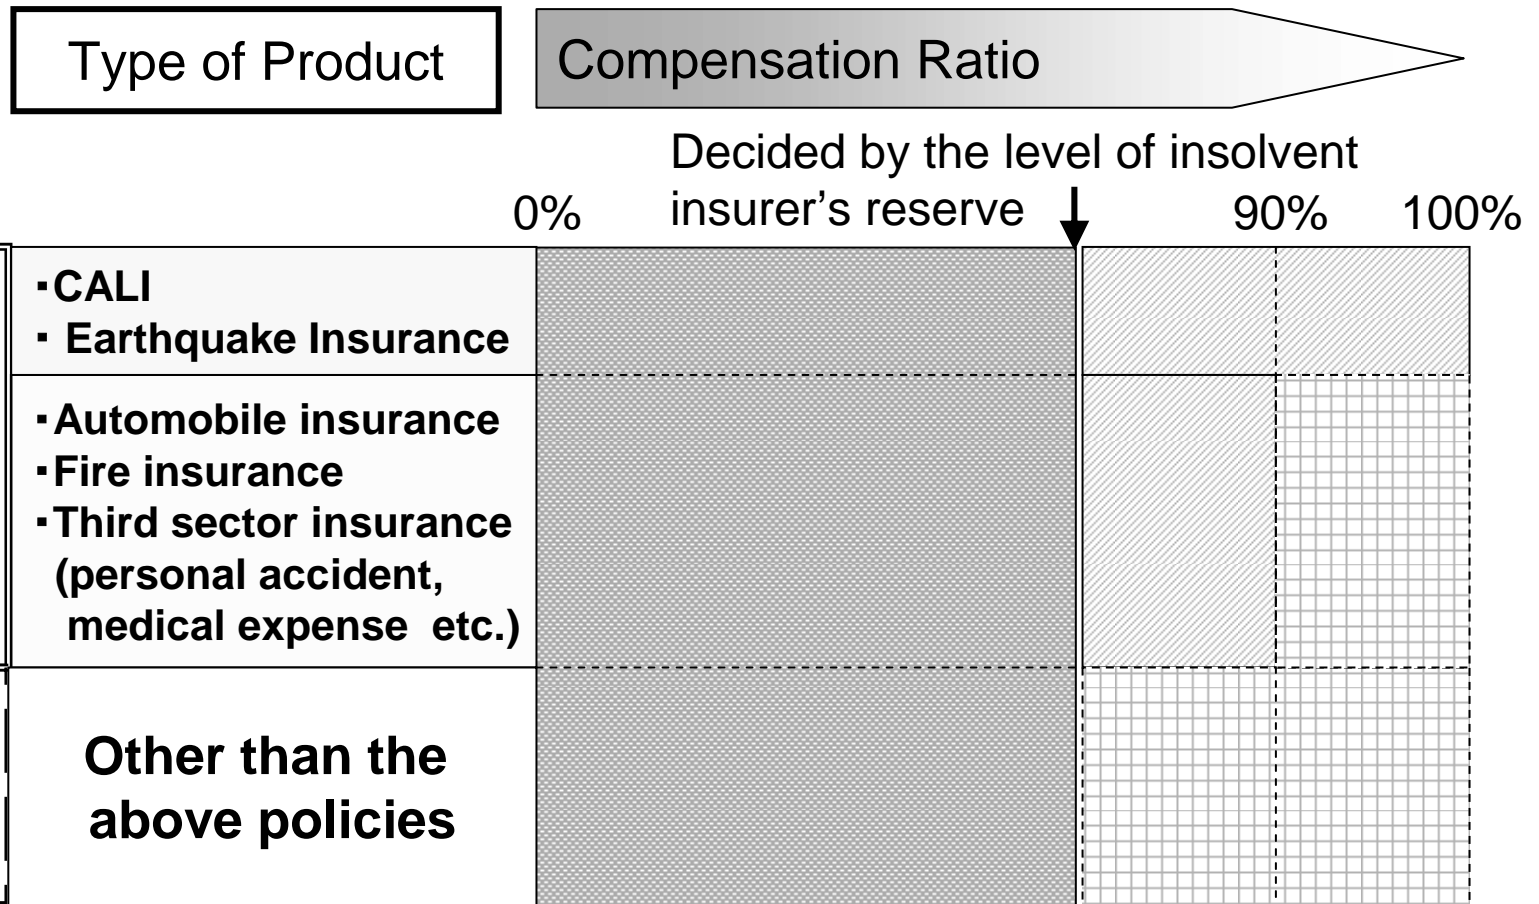 Type of Product
Compensation Ratio
Decided by the level of insolvent
insurer's reserve
0%
90%
100%
▪CALI
▪ Earthquake Insurance
▪Automobile insurance
▪Fire insurance
▪Third sector insurance
(personal accident,
medical expense etc.)
Other than the
above policies